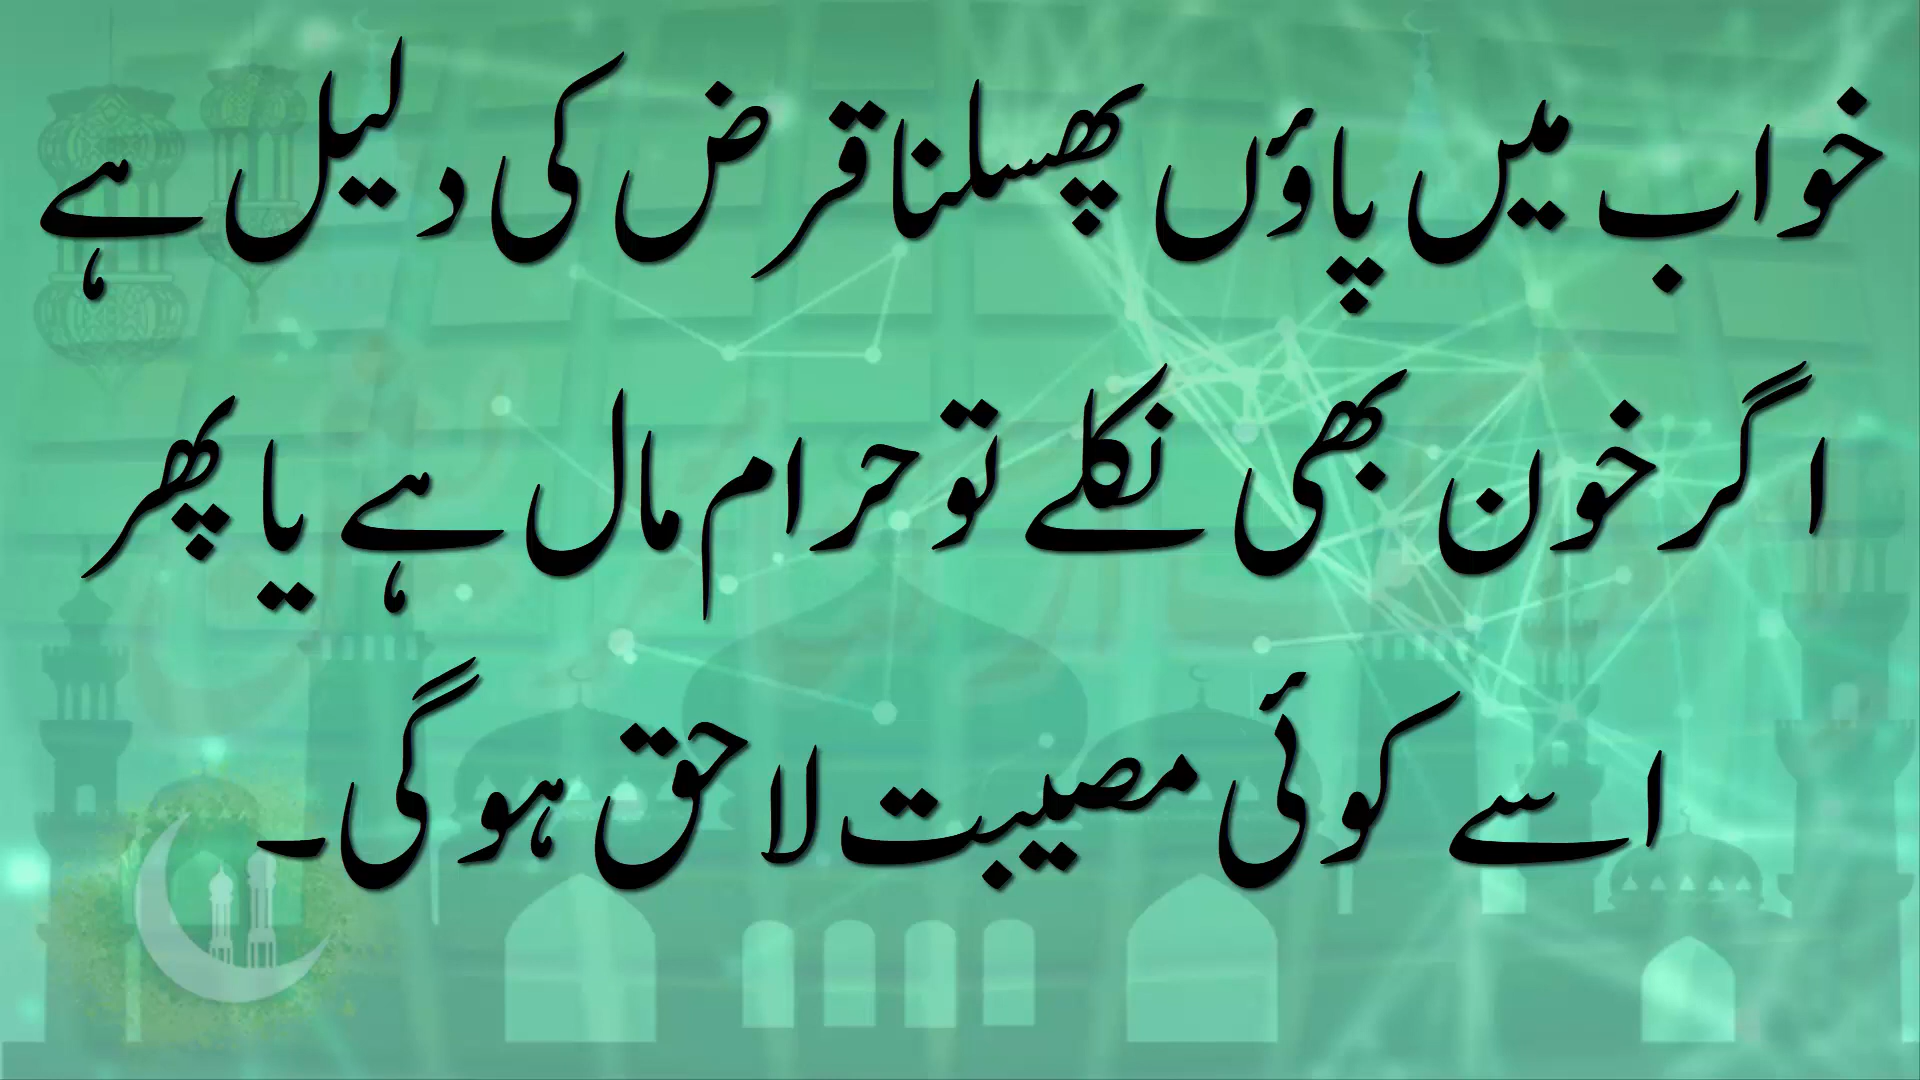 خواب میں پاؤں پھسلنا قرض کی دلیل ہے
اگر خون بھی نکلے تو حرام مال ہے یا پھر
اسے کوئی مصیبت لاحق ہوگی۔